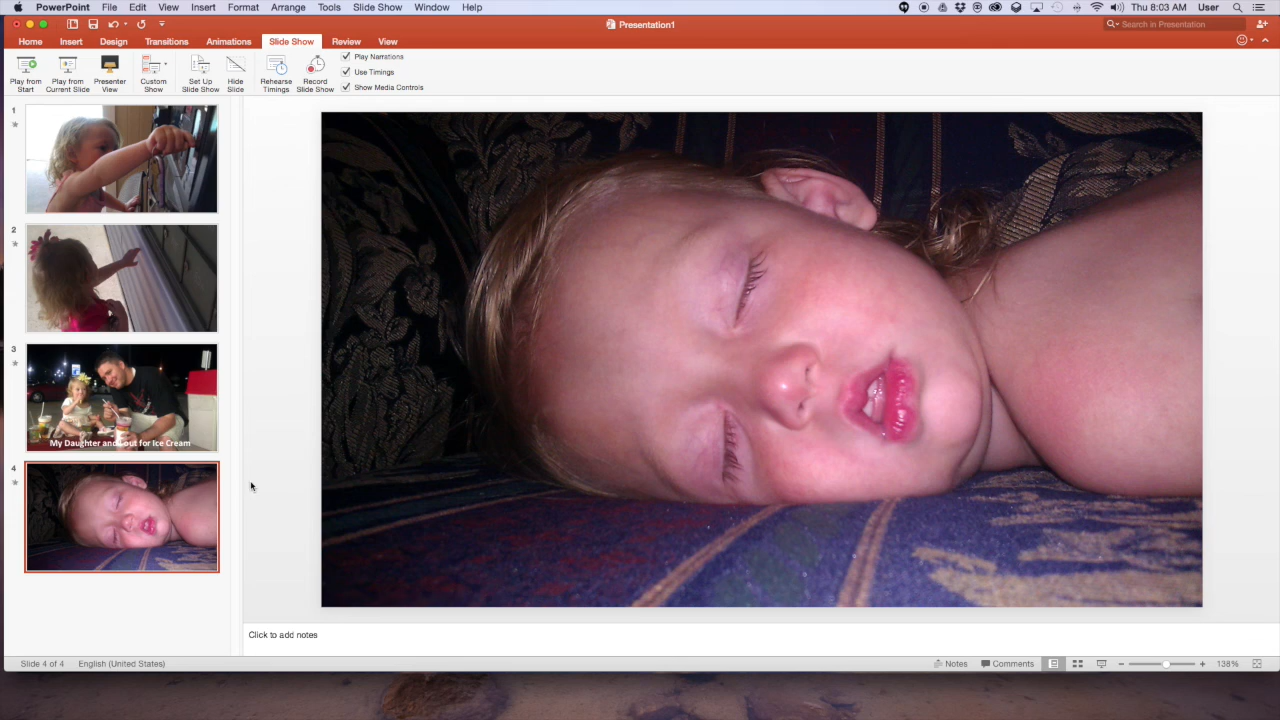 PowerPoint File Edit View Insert Format Arrange Tools Slide Show Window Help Thu 8:03 AM User
Presentation1
Search in Presentation
Home Insert Design Transitions Animations Slide Show Review View
Play from Start
Play from Current Slide
Presenter View
Custom Show
Set Up Slide Show
Hide Slide
Rehearse Timings
Record Slide Show
Play Narrations
Use Timings
Show Media Controls
1
2
3
My Daughter and I out for Ice Cream
4
Click to add notes
Slide 4 of 4 English (United States) Notes Comments 138%